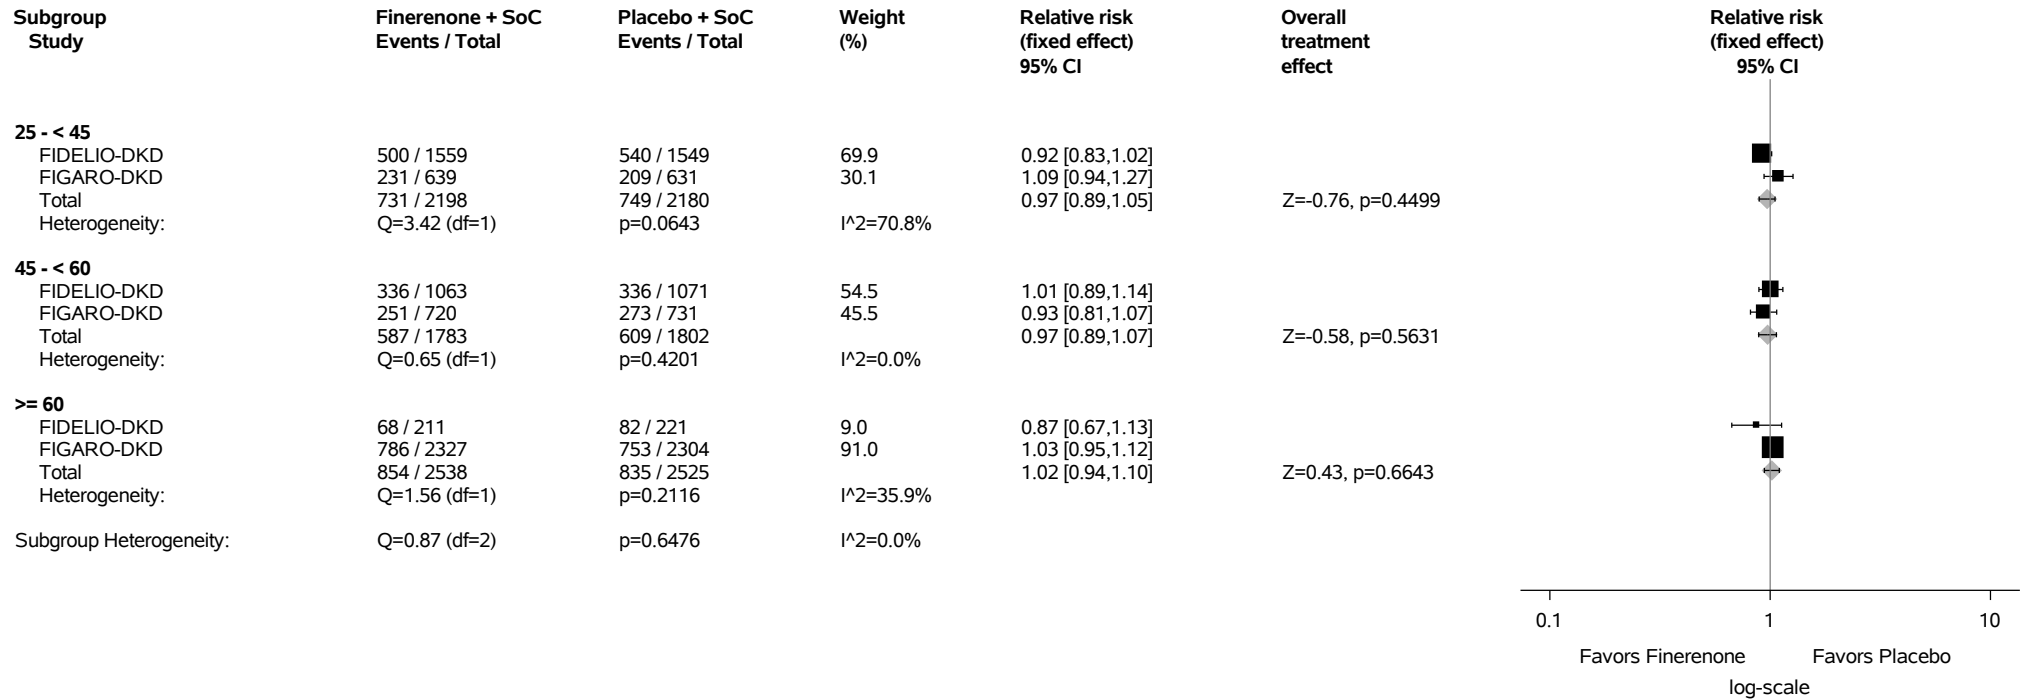 Subgroup Finerenone + SoC Placebo + SoC Weight Relative risk Overall Relative risk
Study Events / Total Events / Total (%) (fixed effect) treatment (fixed effect)
95% CI effect 95% CI
25 - < 45
FIDELIO-DKD 500 / 1559 540 / 1549 69.9 0.92 [0.83,1.02]
FIGARO-DKD 231 / 639 209 / 631 30.1 1.09 [0.94,1.27]
Total 731 / 2198 749 / 2180 0.97 [0.89,1.05] Z=-0.76, p=0.4499
Heterogeneity: Q=3.42 (df=1) p=0.0643 I^2=70.8%
45 - < 60
FIDELIO-DKD 336 / 1063 336 / 1071 54.5 1.01 [0.89,1.14]
FIGARO-DKD 251 / 720 273 / 731 45.5 0.93 [0.81,1.07]
Total 587 / 1783 609 / 1802 0.97 [0.89,1.07] Z=-0.58, p=0.5631
Heterogeneity: Q=0.65 (df=1) p=0.4201 I^2=0.0%
>= 60
FIDELIO-DKD 68 / 211 82 / 221 9.0 0.87 [0.67,1.13]
FIGARO-DKD 786 / 2327 753 / 2304 91.0 1.03 [0.95,1.12]
Total 854 / 2538 835 / 2525 1.02 [0.94,1.10] Z=0.43, p=0.6643
Heterogeneity: Q=1.56 (df=1) p=0.2116 I^2=35.9%
Subgroup Heterogeneity: Q=0.87 (df=2) p=0.6476 I^2=0.0%
0.1 1 10
Favors Finerenone Favors Placebo
log-scale